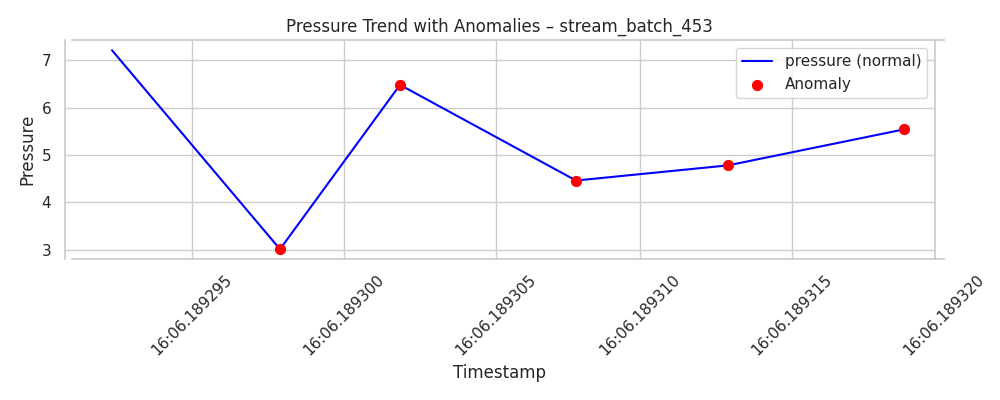 Pressure Trend with Anomalies – stream_batch_453
pressure (normal)
Anomaly
Pressure
7
6
5
4
3
16:06.189295
16:06.189300
16:06.189305
16:06.189310
16:06.189315
16:06.189320
Timestamp